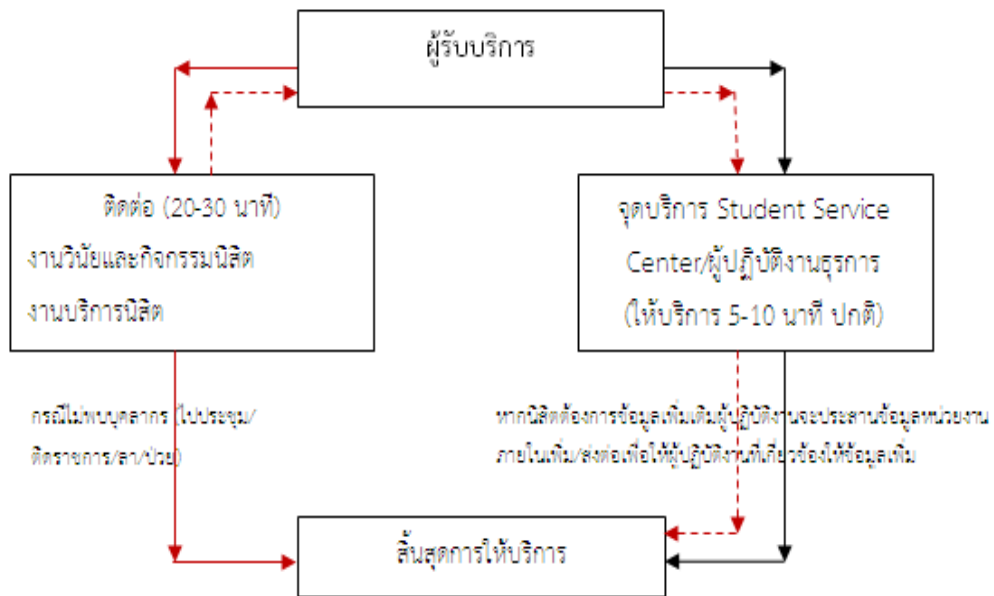 ผู้รับบริการ
ติดต่อ (20-30 นาที)
งานวินัยและกิจกรรมนิสิต
งานบริการนิสิต
จุดบริการ Student Service
Center/ผู้ปฏิบัติงานธุรการ
(ให้บริการ 5-10 นาที ปกติ)
กรณีไม่พบบุคลากร (ไปประชุม/
ติดราชการ/ลา/ป่วย)
หากนิสิตต้องการข้อมูลเพิ่มเติมผู้ปฏิบัติงานจะประสานข้อมูลหน่วยงาน
ภายในเพิ่ม/ส่งต่อเพื่อให้ผู้ปฏิบัติงานที่เกี่ยวข้องให้ข้อมูลเพิ่ม
สิ้นสุดการให้บริการ